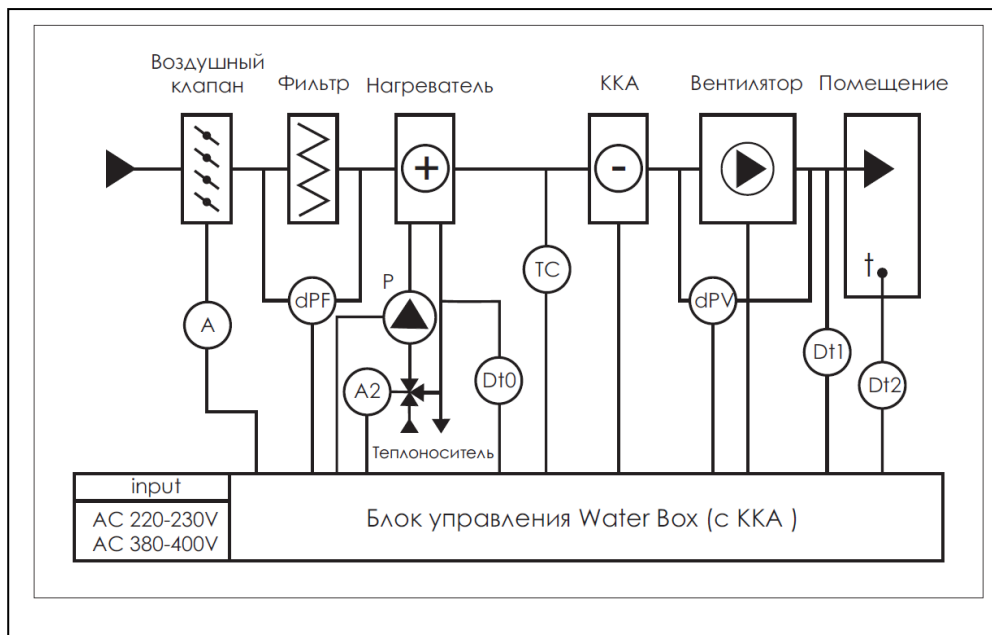 Воздушный
клапан
Фильтр
Нагреватель
ККА
Вентилятор
Помещение
+
-
t
TC
P
dPF
dPV
A
Dt1
A2
Dt0
Dt2
Теплоноситель
input
AC 220-230V
AC 380-400V
Блок управления Water Box (с ККА )